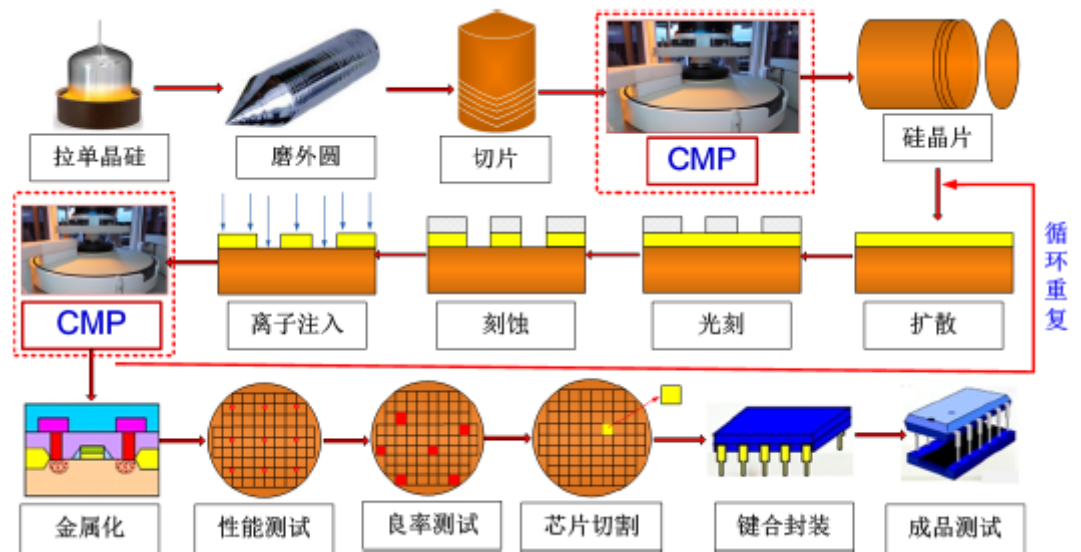 拉单晶硅
磨外圆
切片
CMP
硅晶片
CMP
离子注入
刻蚀
光刻
扩散
循环重复
金属化
性能测试
良率测试
芯片切割
键合封装
成品测试